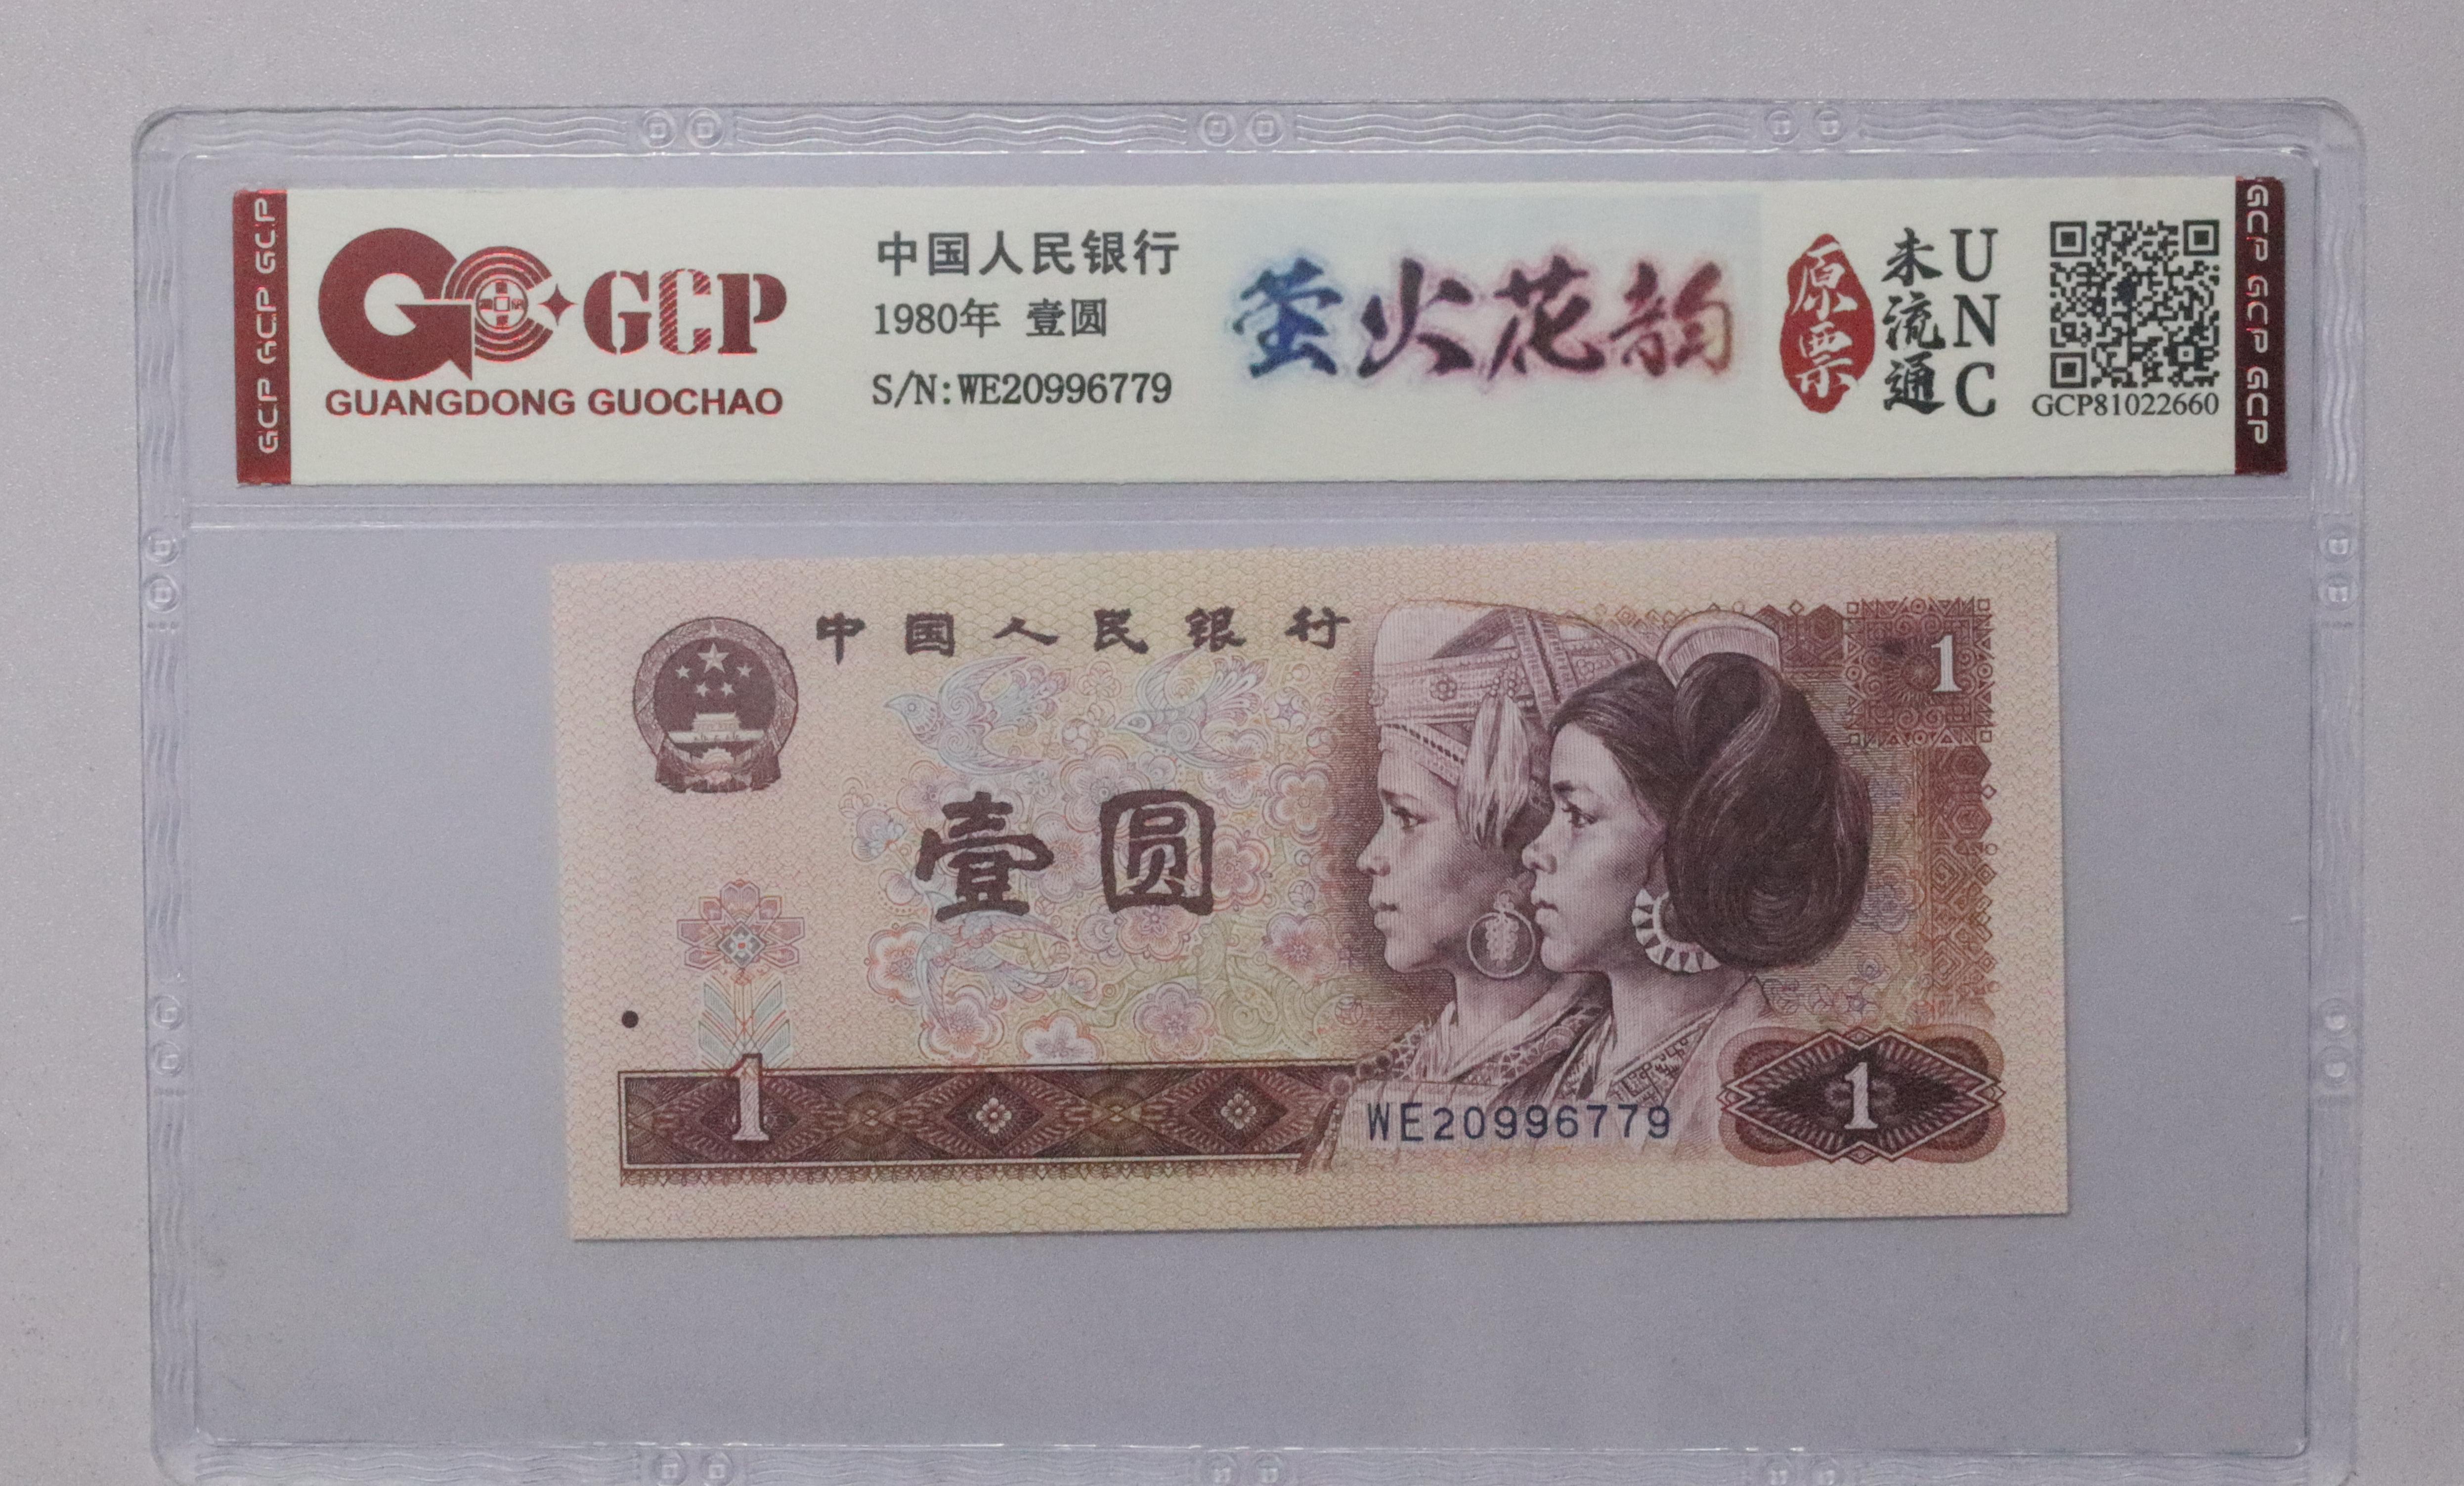 GCP GCP GCP
GCP
GUANGDONG GUOCHAO
中国人民银行
1980年 壹圆
S/N:WE20996779
萤火花韵
原票
未流通
UNC
GCP81022660
GCP GCP GCP
中国人民银行
1
壹圆
1
WE20996779
1